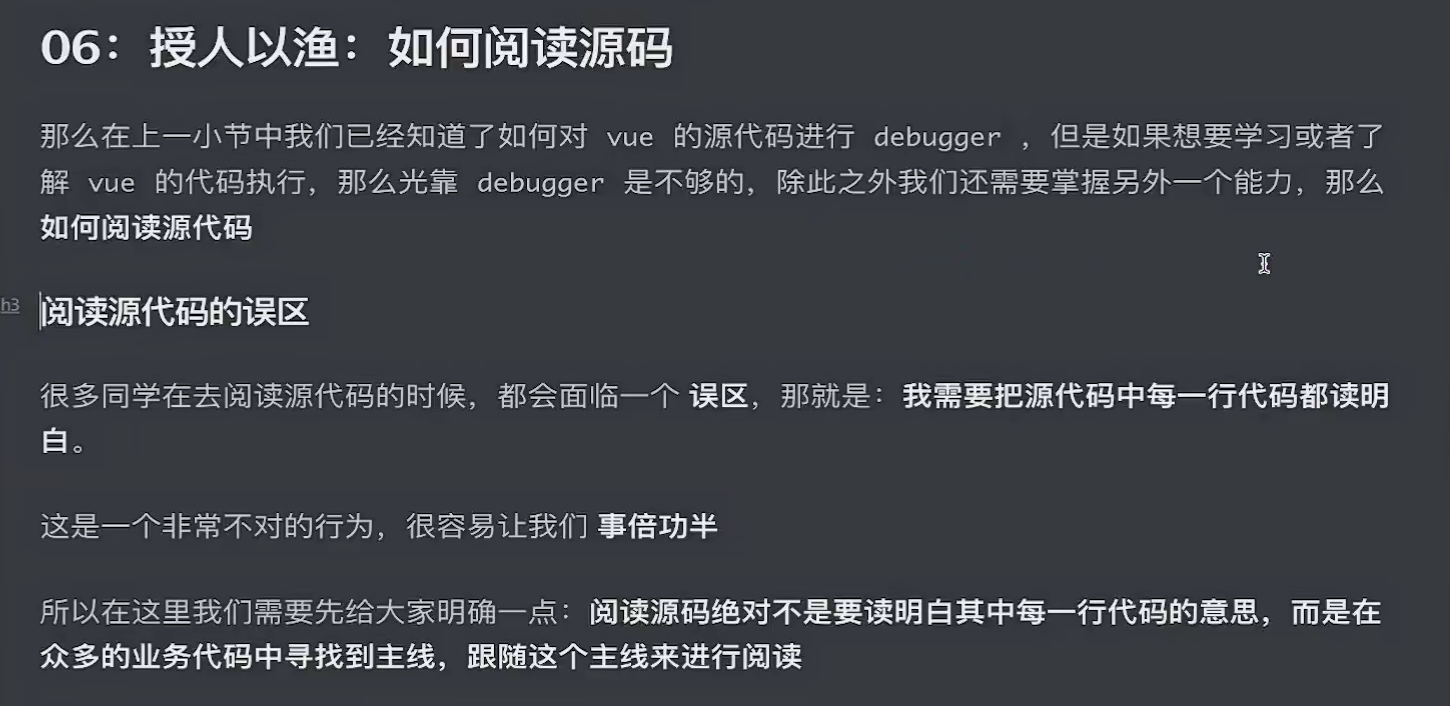 06：授人以渔：如何阅读源码
那么在上一小节中我们已经知道了如何对 vue 的源代码进行 debugger ，但是如果想要学习或者了
解 vue 的代码执行，那么光靠 debugger 是不够的，除此之外我们还需要掌握另外一个能力，那么
如何阅读源代码
h3
阅读源代码的误区
很多同学在去阅读源代码的时候，都会面临一个 误区，那就是：我需要把源代码中每一行代码都读明
白。
这是一个非常不对的行为，很容易让我们 事倍功半
所以在这里我们需要先给大家明确一点：阅读源码绝对不是要读明白其中每一行代码的意思，而是在
众多的业务代码中寻找到主线，跟随这个主线来进行阅读